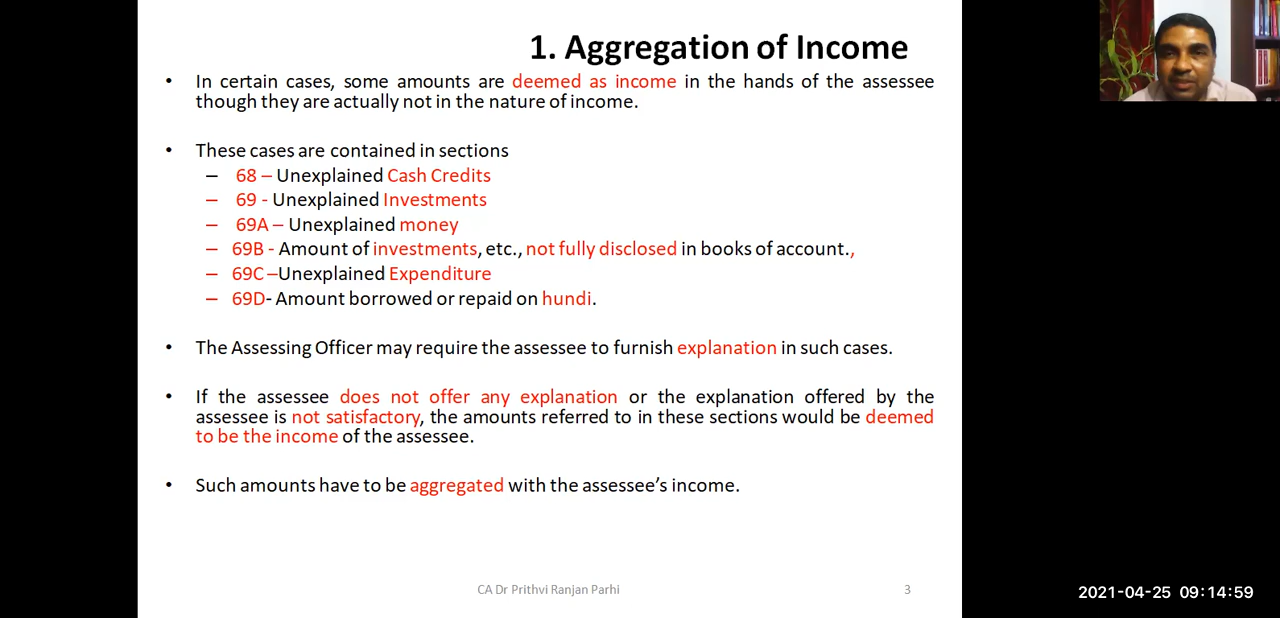 1. Aggregation of Income
• In certain cases, some amounts are deemed as income in the hands of the assessee
though they are actually not in the nature of income.
• These cases are contained in sections
– 68 – Unexplained Cash Credits
– 69 - Unexplained Investments
– 69A – Unexplained money
– 69B - Amount of investments, etc., not fully disclosed in books of account.,
– 69C –Unexplained Expenditure
– 69D- Amount borrowed or repaid on hundi.
• The Assessing Officer may require the assessee to furnish explanation in such cases.
• If the assessee does not offer any explanation or the explanation offered by the
assessee is not satisfactory, the amounts referred to in these sections would be deemed
to be the income of the assessee.
• Such amounts have to be aggregated with the assessee’s income.
CA Dr Prithvi Ranjan Parhi
3
2021-04-25 09:14:59